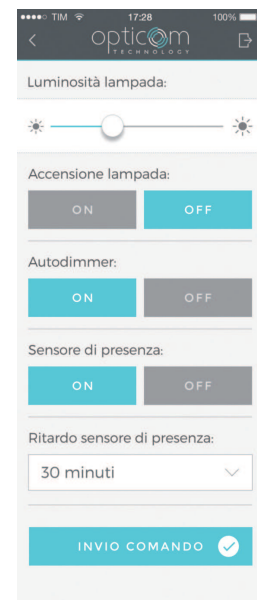 TIM 17:28 100%
opticom
TECHNOLOGY
Luminosità lampada:
Accensione lampada:
ON OFF
Autodimmer:
ON OFF
Sensore di presenza:
ON OFF
Ritardo sensore di presenza:
30 minuti
INVIO COMANDO